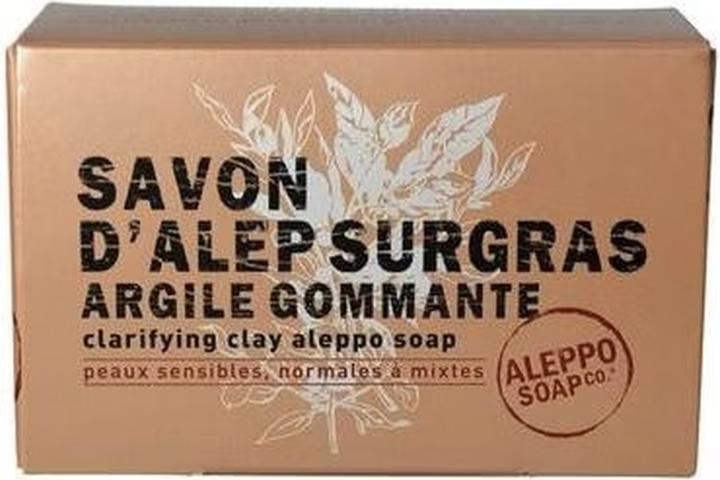 SAVON
D'ALEP SURGRAS
ARGILE GOMMANTE
clarifying clay aleppo soap
peaux sensibles, normales à mixtes
ALEPPO
SOAP CO.®